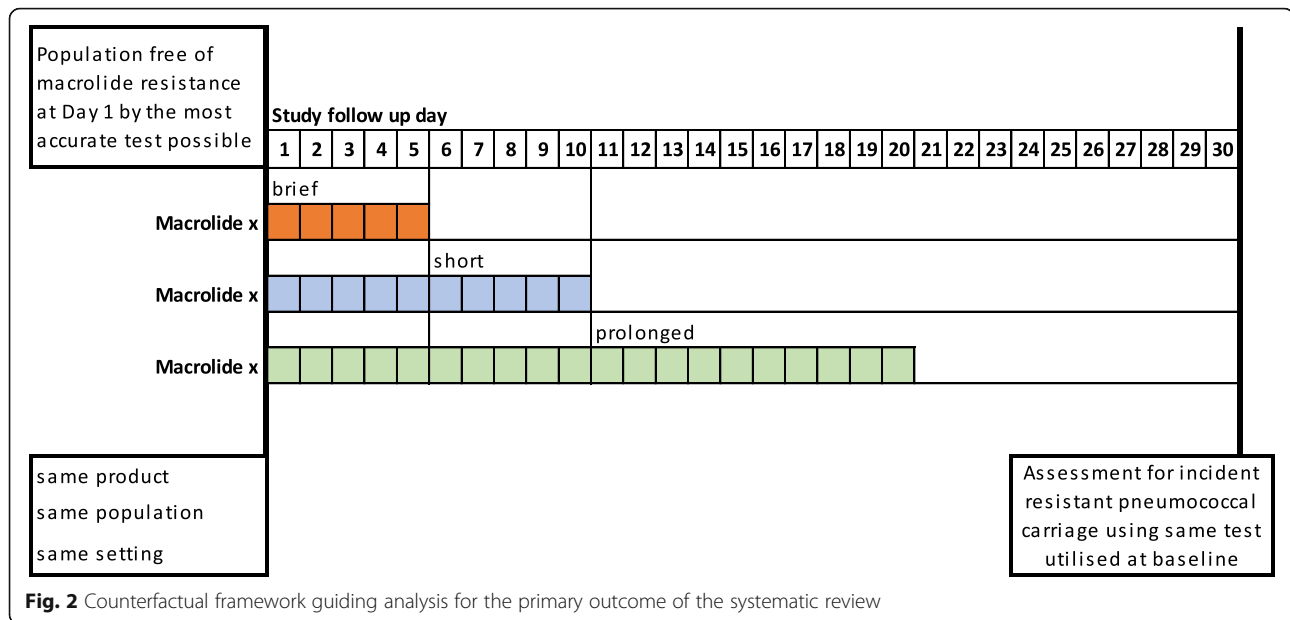 Population free of
macrolide resistance
at Day 1 by the most
accurate test possible
Study follow up day
1 2 3 4 5 6 7 8 9 10 11 12 13 14 15 16 17 18 19 20 21 22 23 24 25 26 27 28 29 30
brief
Macrolide x
short
Macrolide x
prolonged
Macrolide x
same product
same population
same setting
Assessment for incident
resistant pneumococcal
carriage using same test
utilised at baseline
Fig. 2 Counterfactual framework guiding analysis for the primary outcome of the systematic review